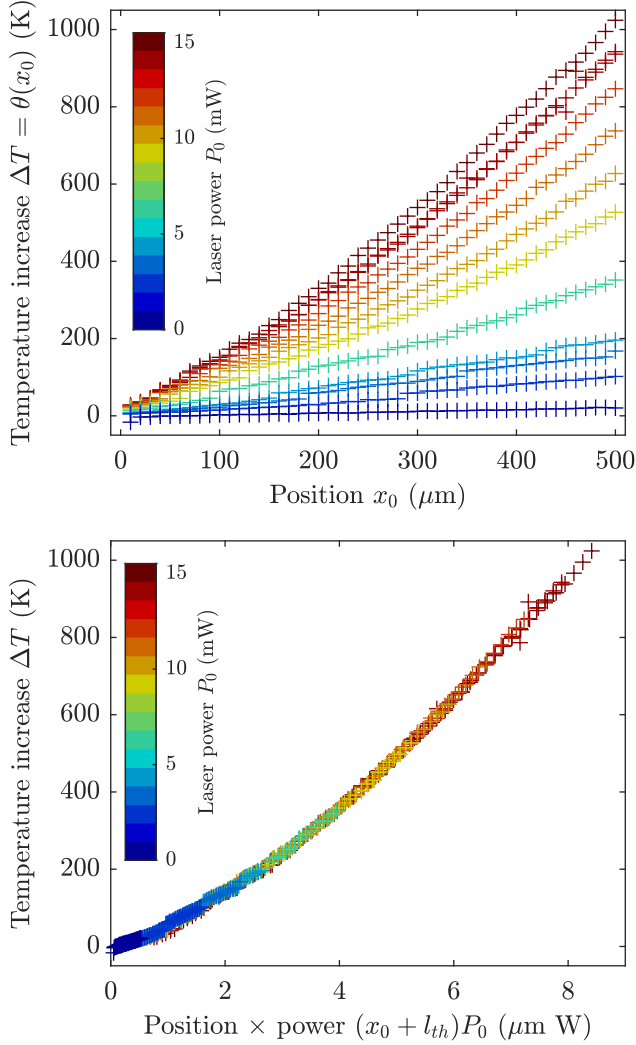 1000
800
600
400
200
0
Temperature increase ΔT = θ(x₀) (K)
15
10
5
0
Laser power P₀ (mW)
0 100 200 300 400 500
Position x₀ (μm)
1000
800
600
400
200
0
Temperature increase ΔT (K)
15
10
5
0
Laser power P₀ (mW)
0 2 4 6 8
Position × power (x₀ + lₜₕ)P₀ (μm W)